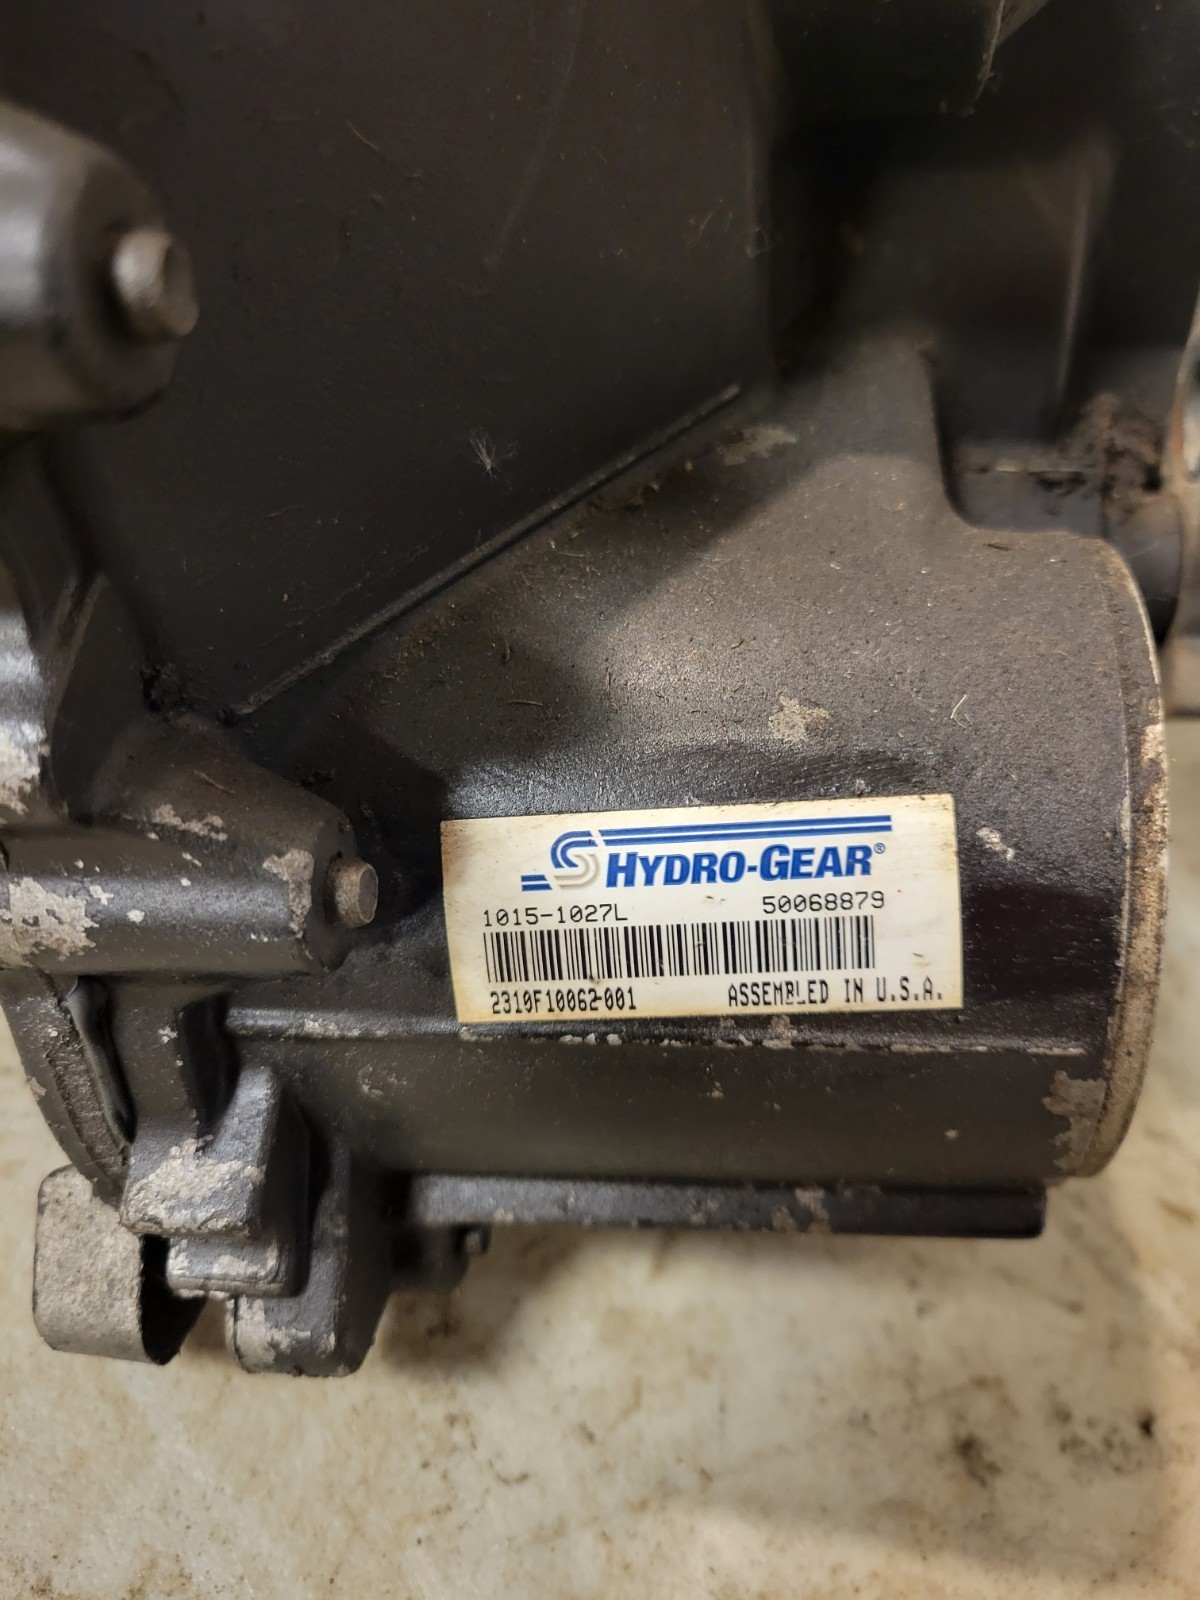 HYDRO-GEAR®
1015-1027L 50068879
2310F10062-001 ASSEMBLED IN U.S.A.